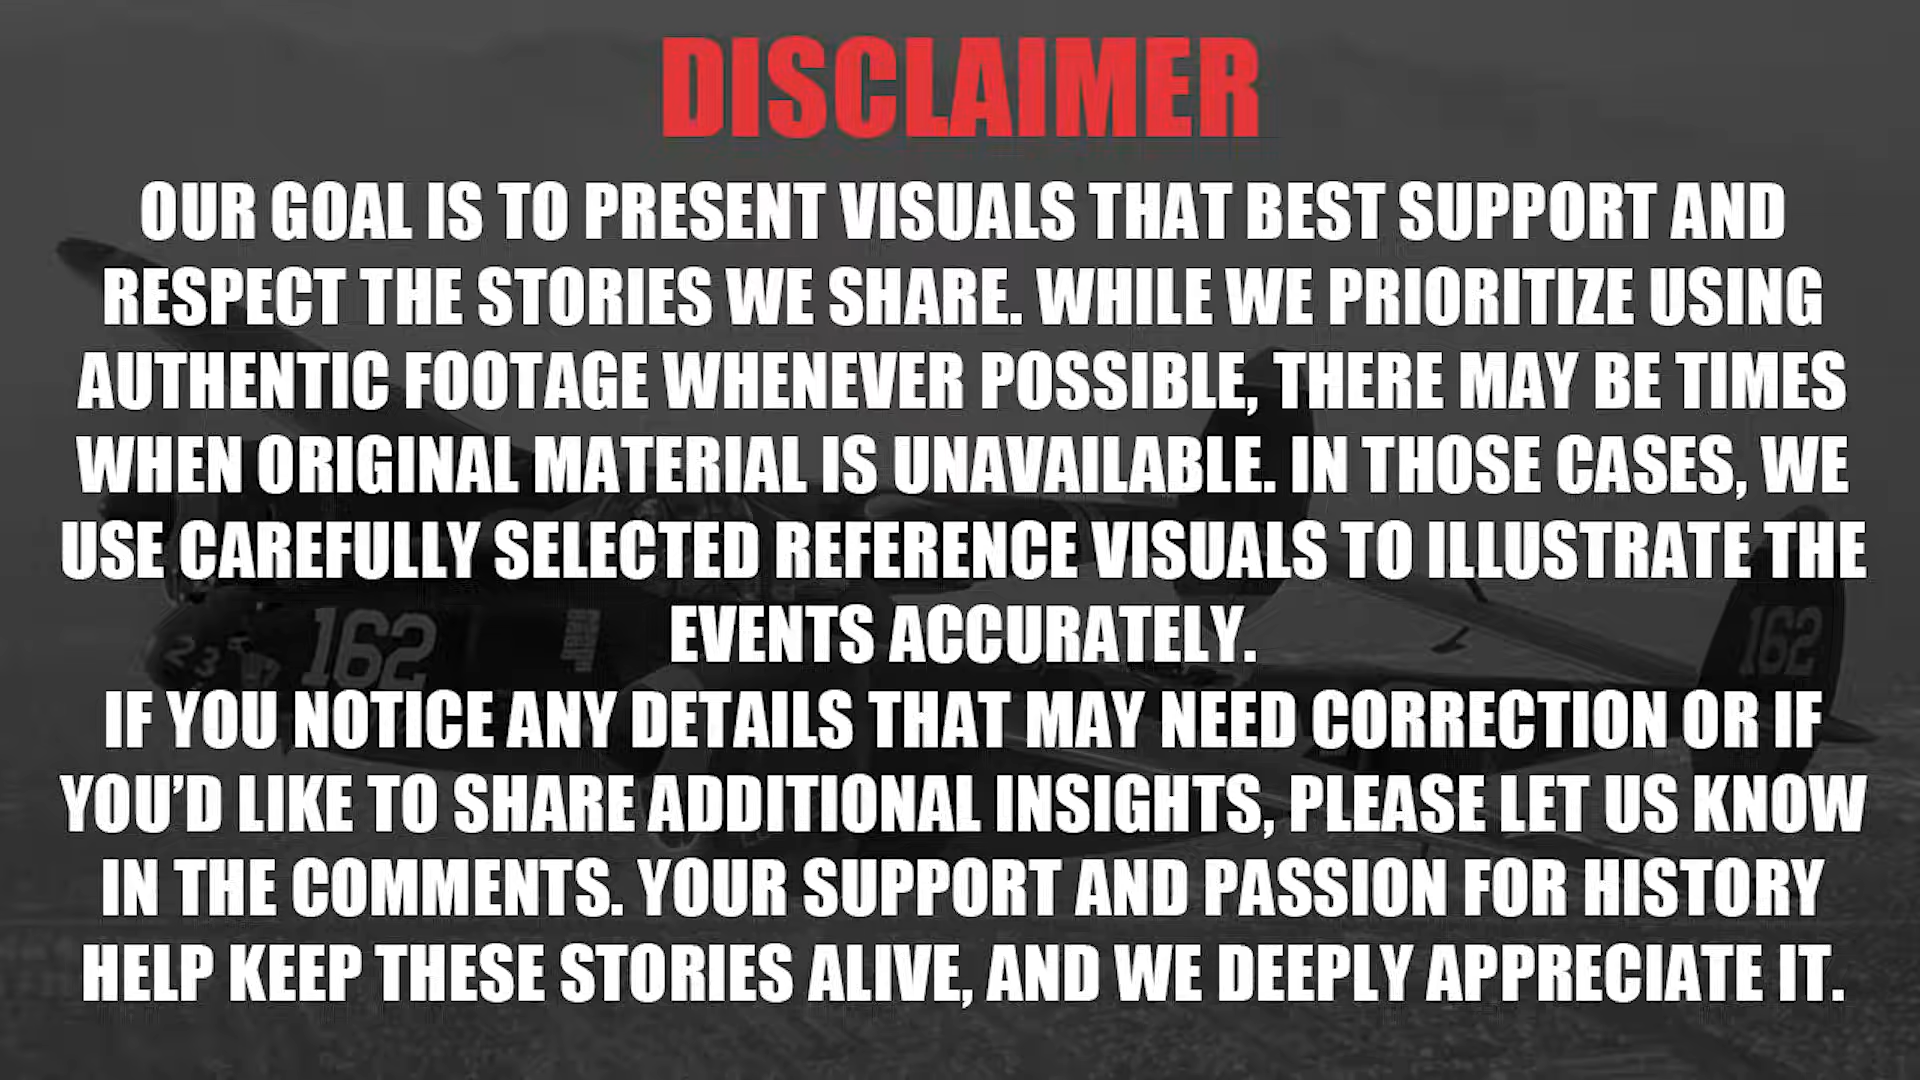 DISCLAIMER
OUR GOAL IS TO PRESENT VISUALS THAT BEST SUPPORT AND
RESPECT THE STORIES WE SHARE. WHILE WE PRIORITIZE USING
AUTHENTIC FOOTAGE WHENEVER POSSIBLE, THERE MAY BE TIMES
WHEN ORIGINAL MATERIAL IS UNAVAILABLE. IN THOSE CASES, WE
USE CAREFULLY SELECTED REFERENCE VISUALS TO ILLUSTRATE THE
EVENTS ACCURATELY.
IF YOU NOTICE ANY DETAILS THAT MAY NEED CORRECTION OR IF
YOU’D LIKE TO SHARE ADDITIONAL INSIGHTS, PLEASE LET US KNOW
IN THE COMMENTS. YOUR SUPPORT AND PASSION FOR HISTORY
HELP KEEP THESE STORIES ALIVE, AND WE DEEPLY APPRECIATE IT.
23
162
162